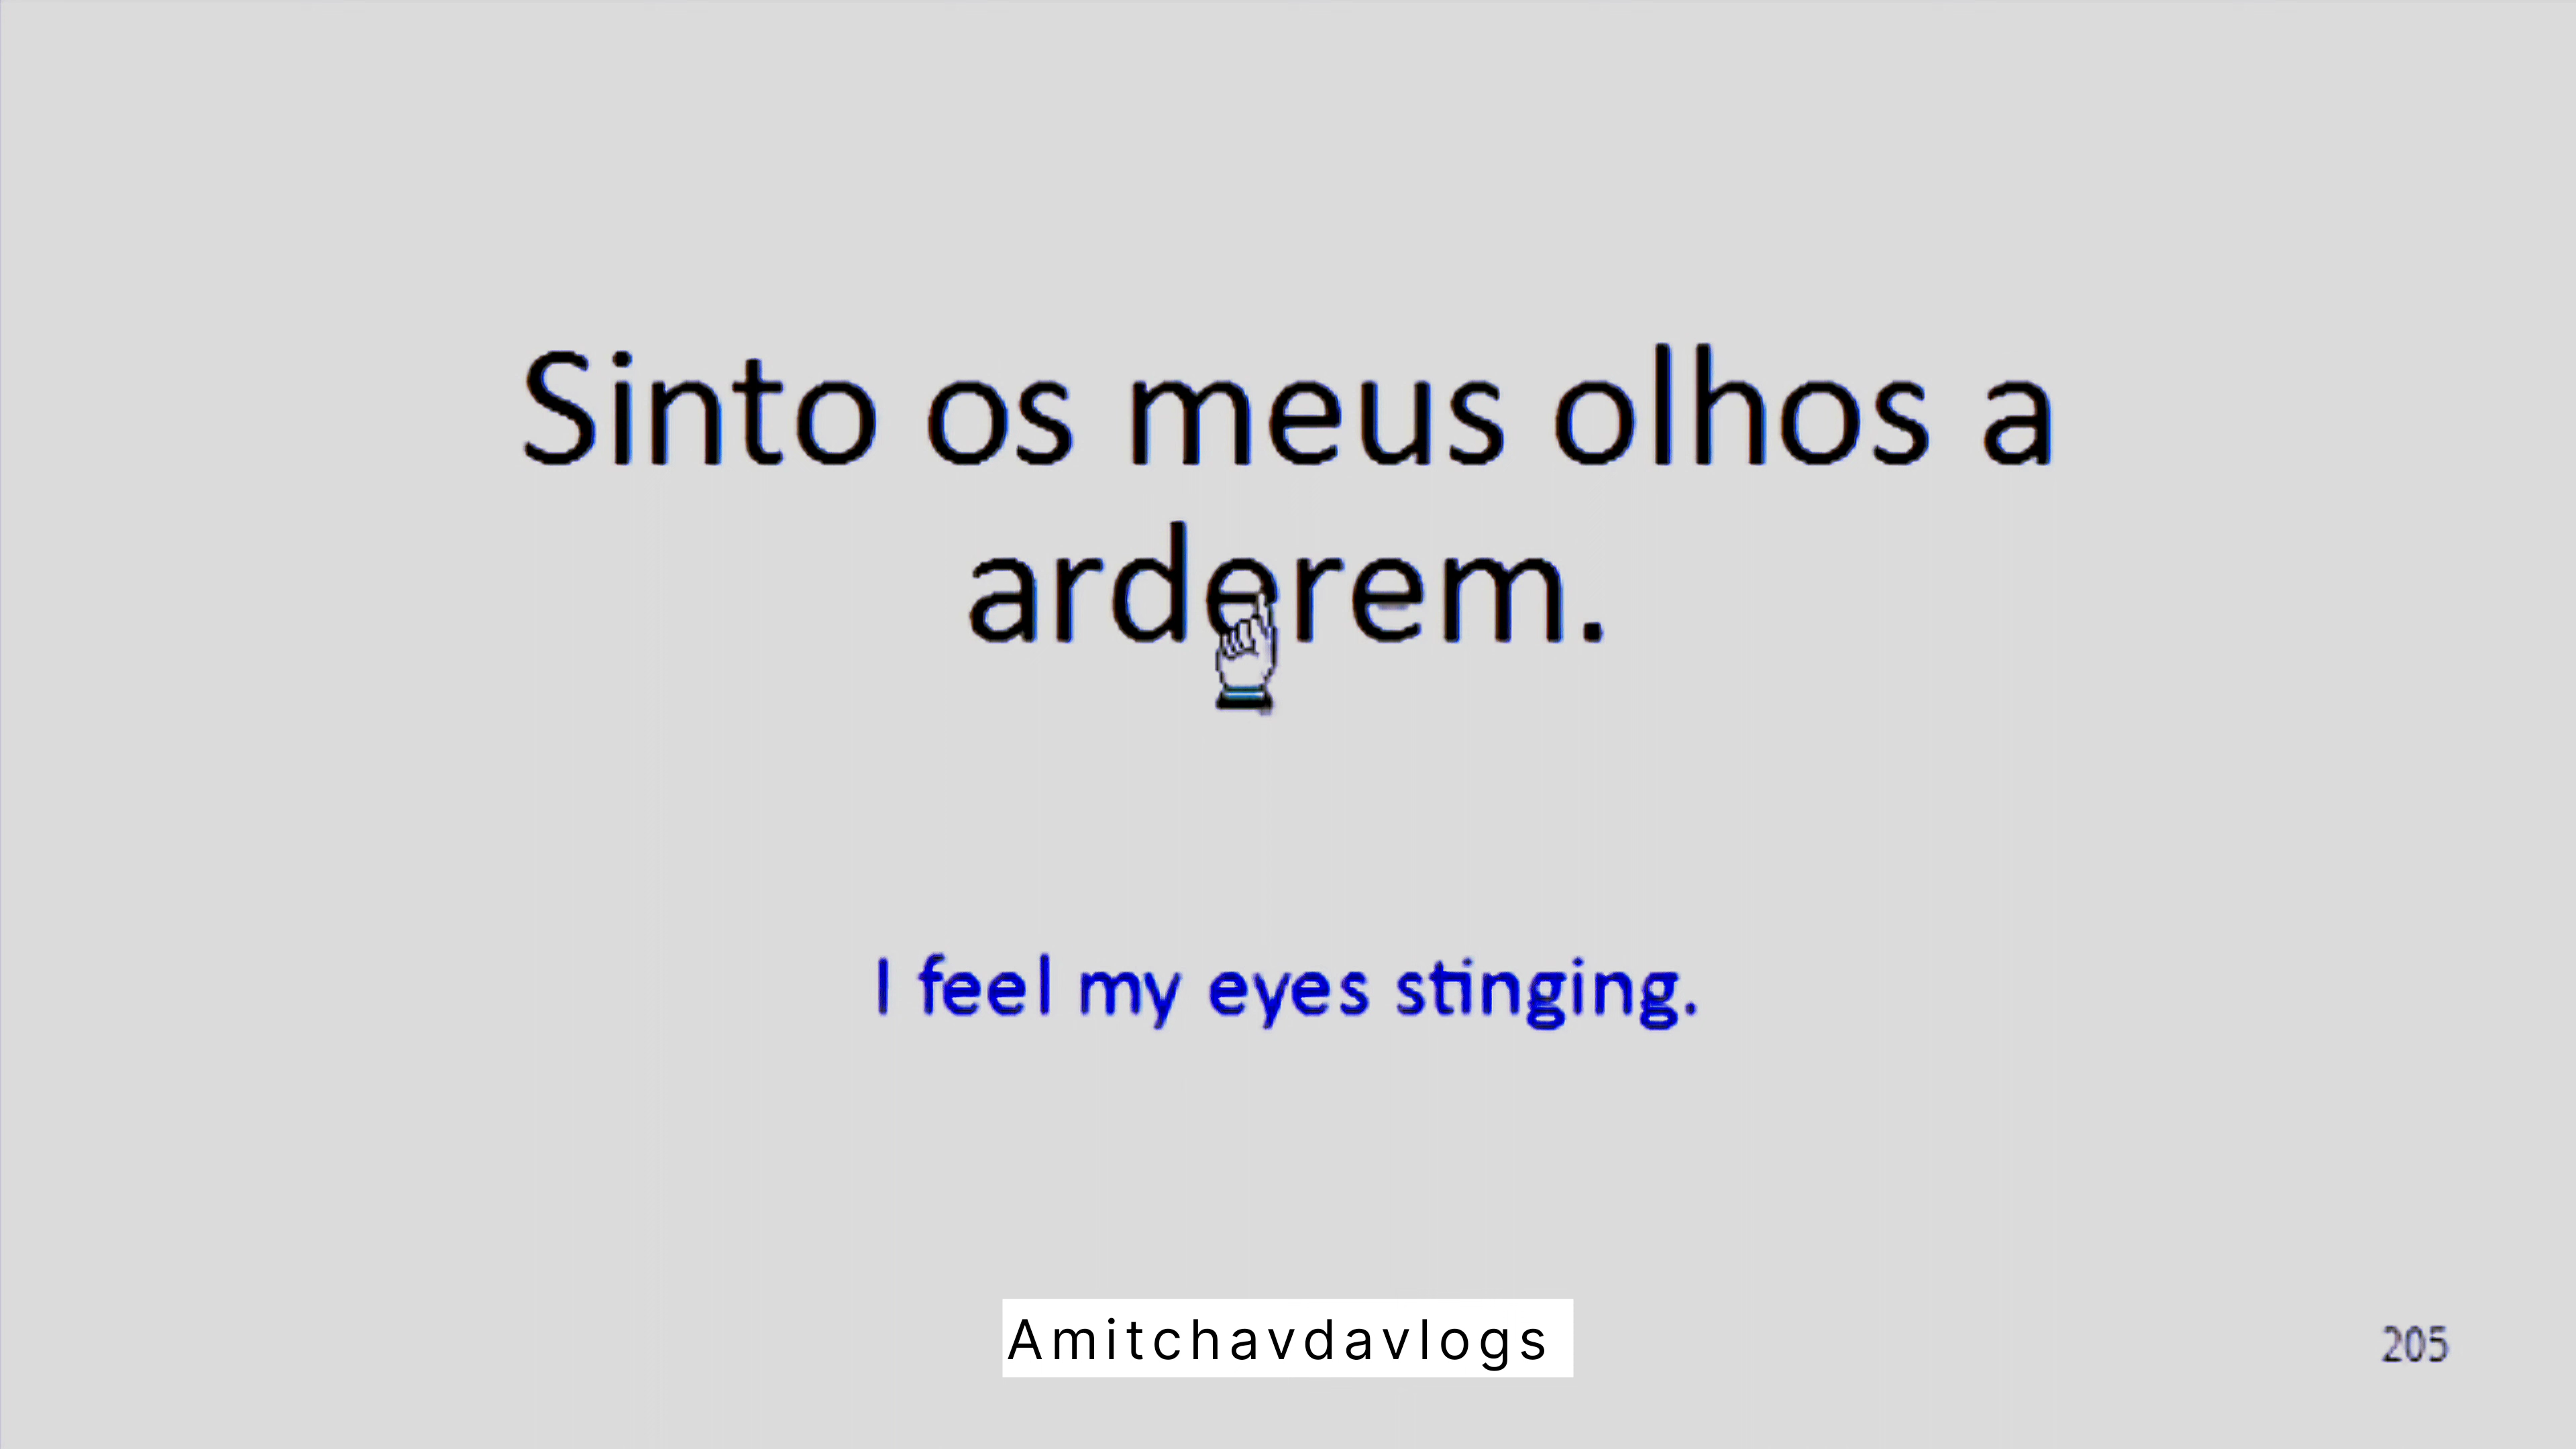 Sinto os meus olhos a
arderem.
I feel my eyes stinging.
Amitchavdavlogs
205